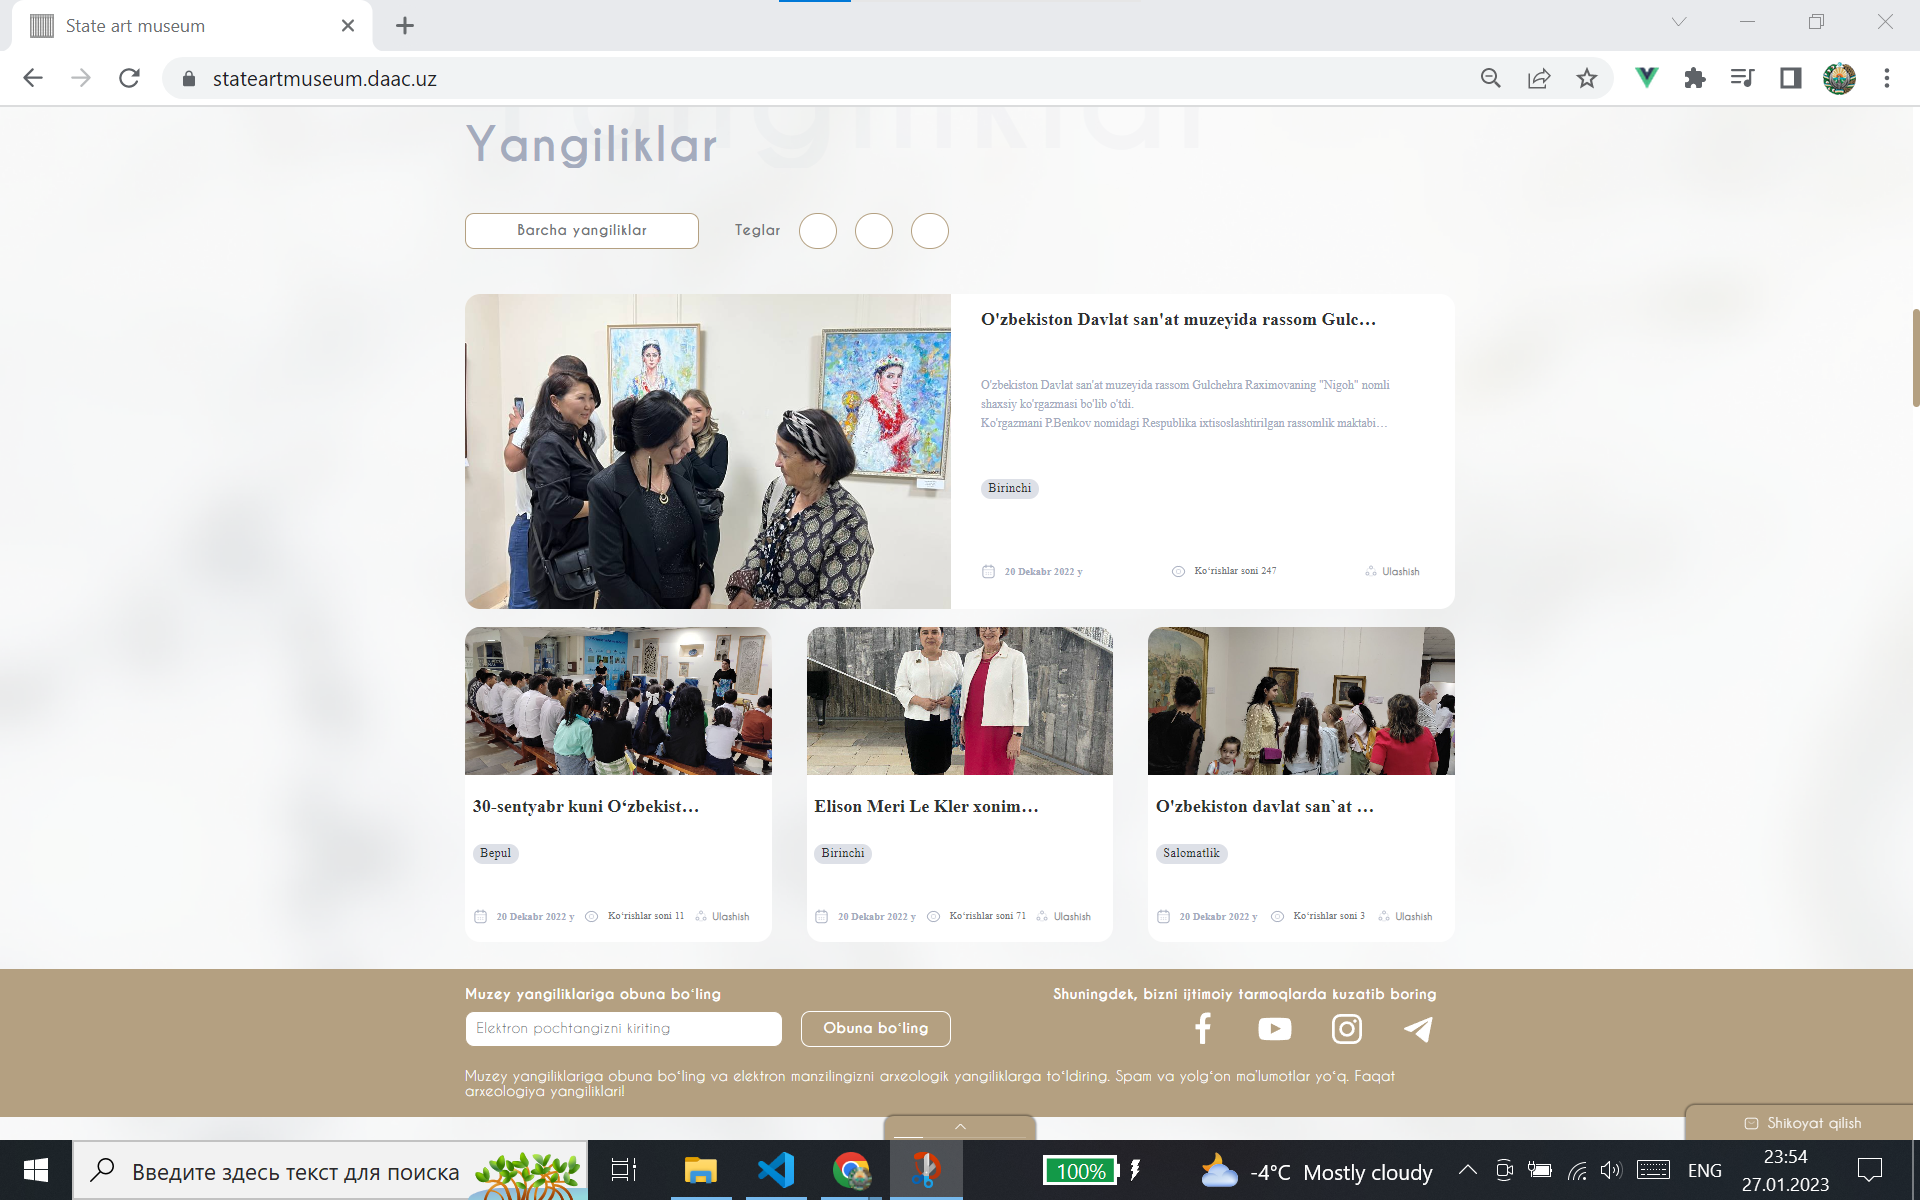 State art museum
stateartmuseum.daac.uz
Yangiliklar
Yangiliklar
Barcha yangiliklar
Teglar
O'zbekiston Davlat san'at muzeyida rassom Gulc...
O'zbekiston Davlat san'at muzeyida rassom Gulchehra Raximovaning "Nigoh" nomli
shaxsiy ko'rgazmasi bo'lib o'tdi.
Ko'rgazmani P.Benkov nomidagi Respublika ixtisoslashtirilgan rassomlik maktabi...
Birinchi
20 Dekabr 2022 y
Ko‘rishlar soni 247
Ulashish
30-sentyabr kuni O‘zbekist...
Bepul
20 Dekabr 2022 y
Ko‘rishlar soni 11
Ulashish
Elison Meri Le Kler xonim...
Birinchi
20 Dekabr 2022 y
Ko‘rishlar soni 71
Ulashish
O'zbekiston davlat san`at ...
Salomatlik
20 Dekabr 2022 y
Ko‘rishlar soni 3
Ulashish
Muzey yangiliklariga obuna bo‘ling
Elektron pochtangizni kiriting
Obuna bo‘ling
Shuningdek, bizni ijtimoiy tarmoqlarda kuzatib boring
Muzey yangiliklariga obuna bo‘ling va elektron manzilingizni arxeologik yangiliklarga to‘ldiring. Spam va yolg‘on ma'lumotlar yo‘q. Faqat
arxeologiya yangiliklari!
Shikoyat qilish
Введите здесь текст для поиска
100%
-4°C Mostly cloudy
ENG
23:54
27.01.2023